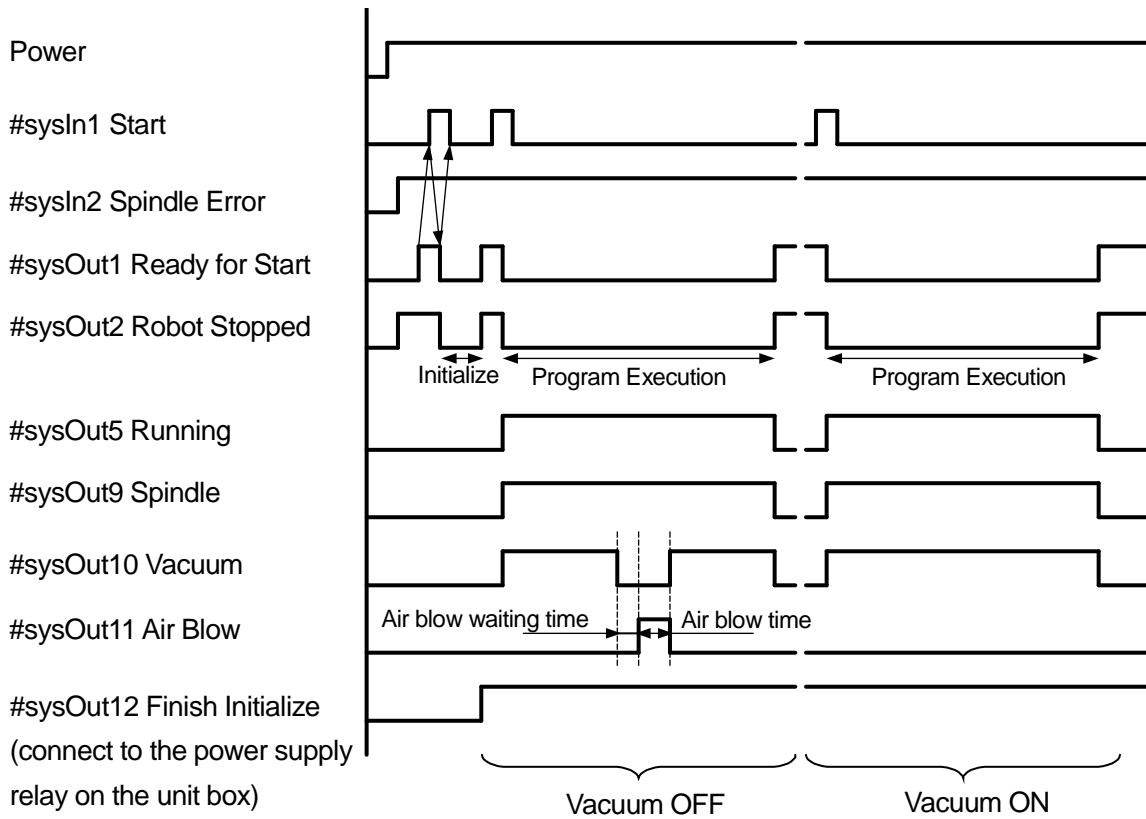 Power
#sysIn1 Start
#sysIn2 Spindle Error
#sysOut1 Ready for Start
#sysOut2 Robot Stopped
Initialize
Program Execution
Program Execution
#sysOut5 Running
#sysOut9 Spindle
#sysOut10 Vacuum
#sysOut11 Air Blow
Air blow waiting time
Air blow time
#sysOut12 Finish Initialize
(connect to the power supply
relay on the unit box)
Vacuum OFF
Vacuum ON